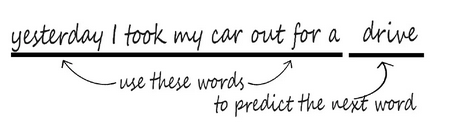 yesterday I took my car out for a drive
use these words
to predict the next word